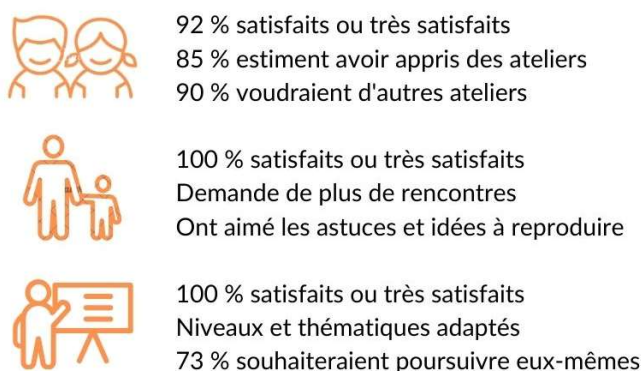 92 % satisfaits ou très satisfaits
85 % estiment avoir appris des ateliers
90 % voudraient d'autres ateliers
100 % satisfaits ou très satisfaits
Demande de plus de rencontres
Ont aimé les astuces et idées à reproduire
100 % satisfaits ou très satisfaits
Niveaux et thématiques adaptés
73 % souhaiteraient poursuivre eux-mêmes